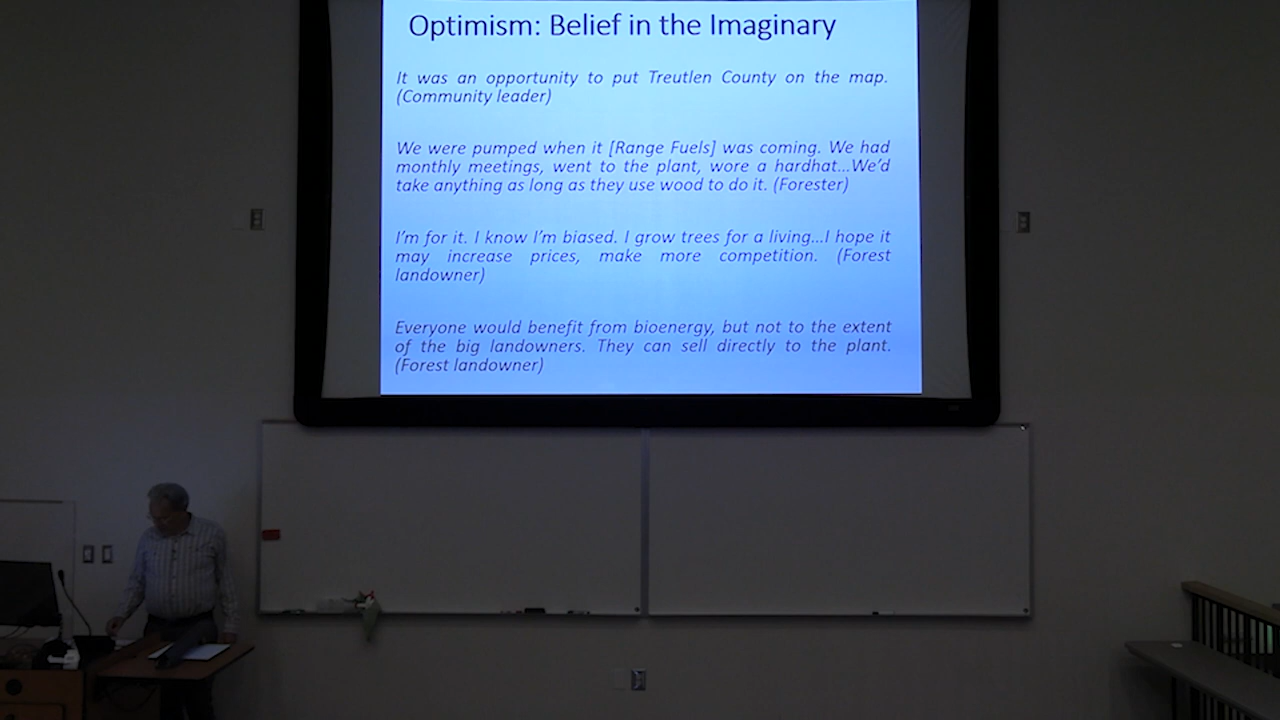 Optimism: Belief in the Imaginary
It was an opportunity to put Treutlen County on the map.
(Community leader)
We were pumped when it [Range Fuels] was coming. We had
monthly meetings, went to the plant, wore a hardhat...We'd
take anything as long as they use wood to do it. (Forester)
I'm for it. I know I'm biased. I grow trees for a living...I hope it
may increase prices, make more competition. (Forest
landowner)
Everyone would benefit from bioenergy, but not to the extent
of the big landowners. They can sell directly to the plant.
(Forest landowner)